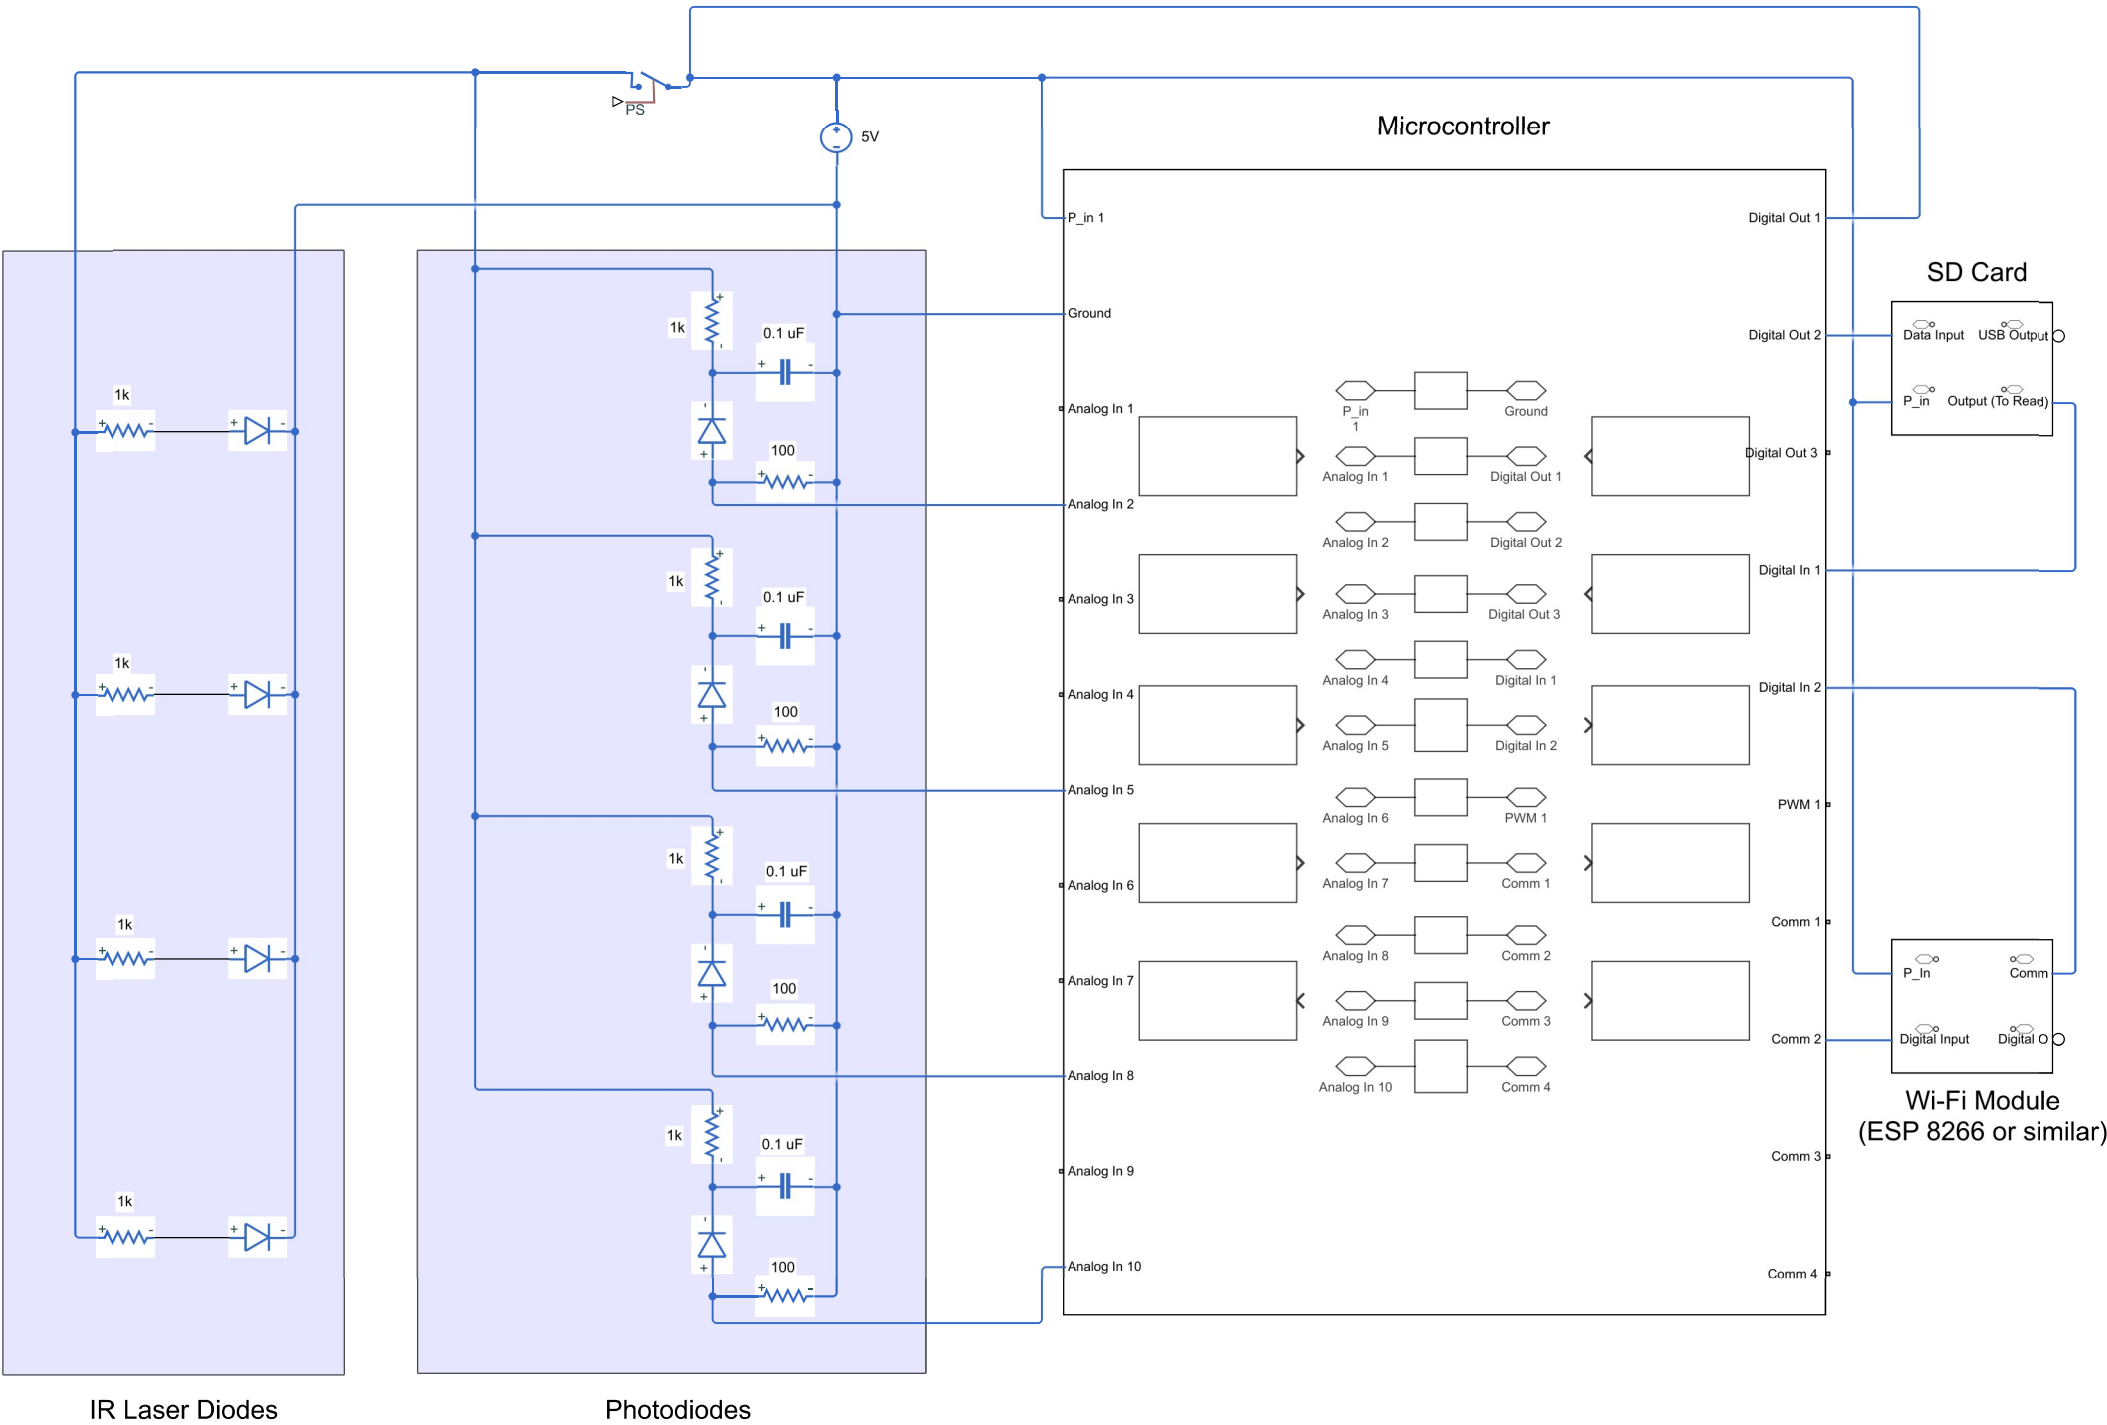 PS
5V
Microcontroller
P_in 1
Digital Out 1
SD Card
Ground
Digital Out 2
Data Input
USB Output
P_in
Output (To Read)
Analog In 1
Digital Out 3
Analog In 2
Digital In 1
Analog In 3
Analog In 4
Digital In 2
Analog In 5
PWM 1
Analog In 6
Comm 1
Analog In 7
P_In
Comm
Comm 2
Digital Input
Digital O
Analog In 8
Wi-Fi Module
(ESP 8266 or similar)
Comm 3
Analog In 9
Analog In 10
Comm 4
P_in
1
Ground
Analog In 1
Digital Out 1
Analog In 2
Digital Out 2
Analog In 3
Digital Out 3
Analog In 4
Digital In 1
Analog In 5
Digital In 2
Analog In 6
PWM 1
Analog In 7
Comm 1
Analog In 8
Comm 2
Analog In 9
Comm 3
Analog In 10
Comm 4
1k
1k
1k
1k
IR Laser Diodes
1k
0.1 uF
100
1k
0.1 uF
100
1k
0.1 uF
100
1k
0.1 uF
100
Photodiodes